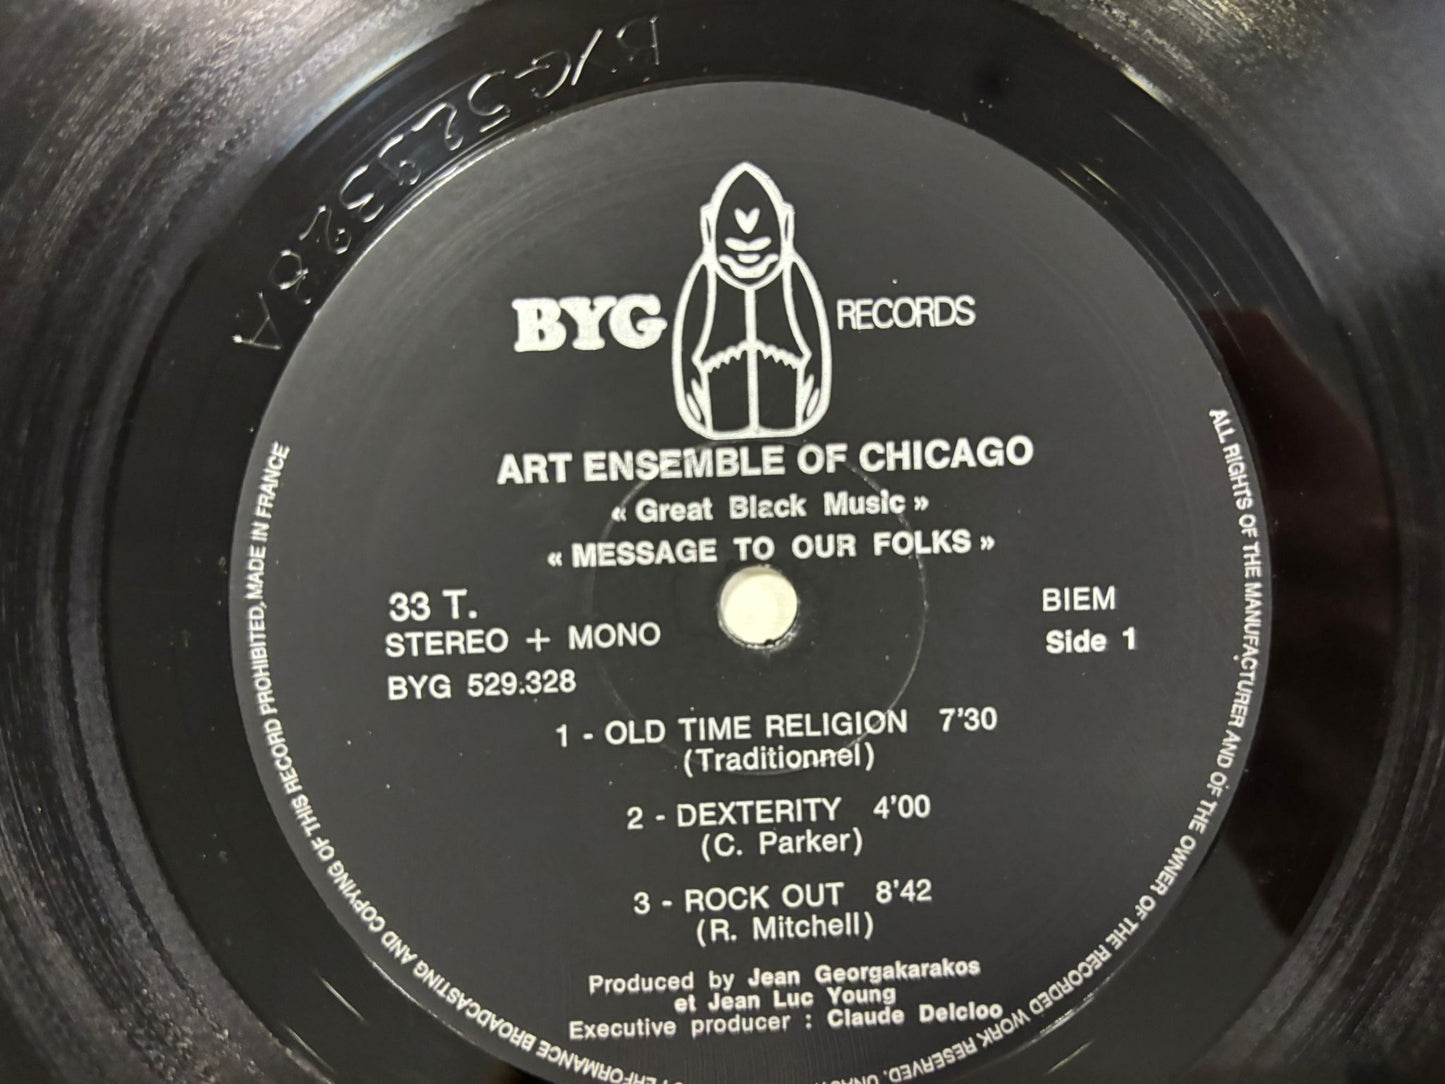 BYG 529328 A
BYG RECORDS
ART ENSEMBLE OF CHICAGO
« Great Black Music »
« MESSAGE TO OUR FOLKS »
33 T.
STEREO + MONO
BYG 529.328
BIEM
Side 1
1 - OLD TIME RELIGION 7'30
(Traditionnel)
2 - DEXTERITY 4'00
(C. Parker)
3 - ROCK OUT 8'42
(R. Mitchell)
Produced by Jean Georgakarakos
et Jean Luc Young
Executive producer : Claude Delcloo
ALL RIGHTS OF THE MANUFACTURER AND OF THE OWNER OF THE RECORDED WORK RESERVED.
PERFORMANCE BROADCASTING AND COPYING OF THIS RECORD PROHIBITED, MADE IN FRANCE